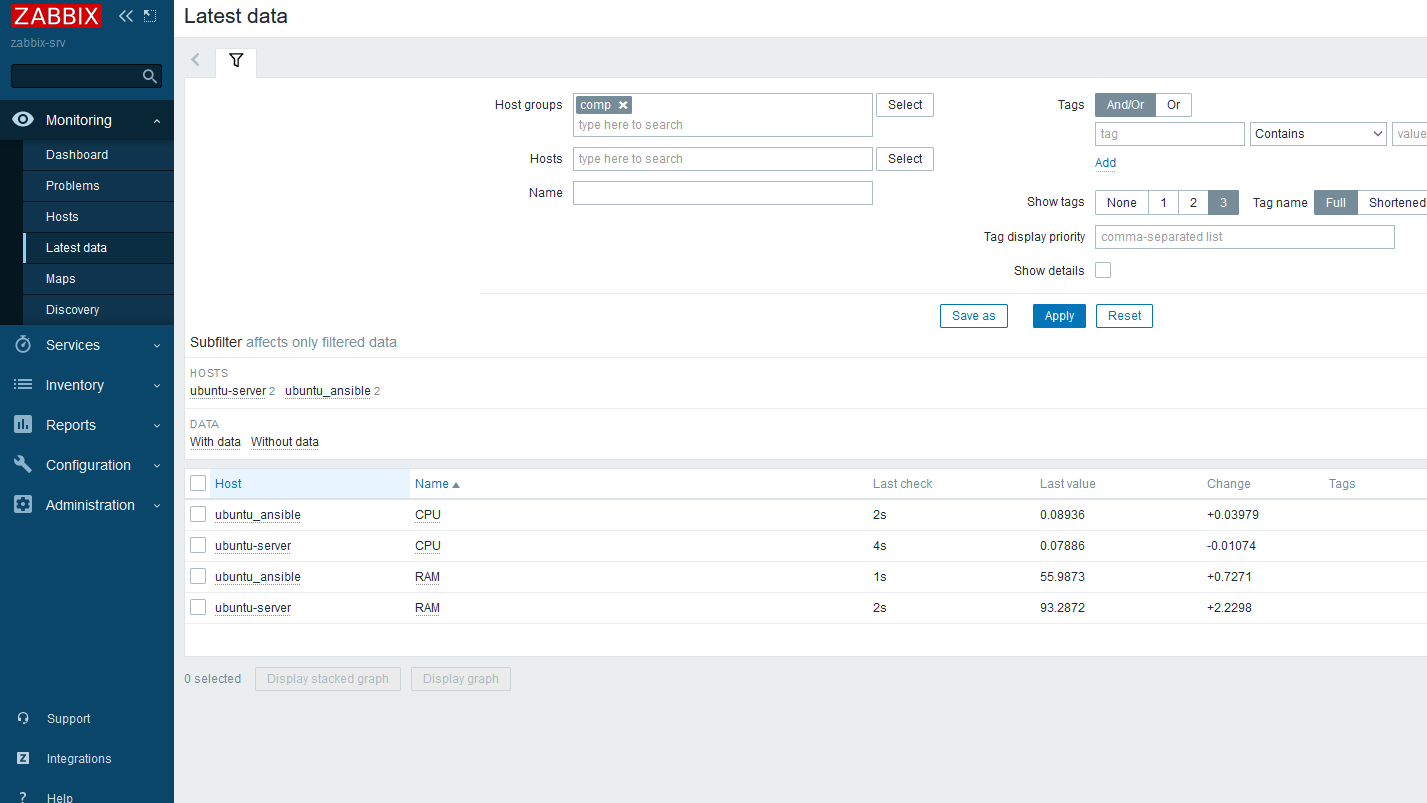 ZABBIX
zabbix-srv
Monitoring
Dashboard
Problems
Hosts
Latest data
Maps
Discovery
Services
Inventory
Reports
Configuration
Administration
Support
Integrations
Help
Latest data
Host groups comp type here to search Select
Hosts type here to search Select
Name
Tags And/Or Or
tag Contains value
Add
Show tags None 1 2 3 Tag name Full Shortened
Tag display priority comma-separated list
Show details
Save as Apply Reset
Subfilter affects only filtered data
HOSTS
ubuntu-server 2 ubuntu_ansible 2
DATA
With data Without data
Host Name Last check Last value Change Tags
ubuntu_ansible CPU 2s 0.08936 +0.03979
ubuntu-server CPU 4s 0.07886 -0.01074
ubuntu_ansible RAM 1s 55.9873 +0.7271
ubuntu-server RAM 2s 93.2872 +2.2298
0 selected Display stacked graph Display graph